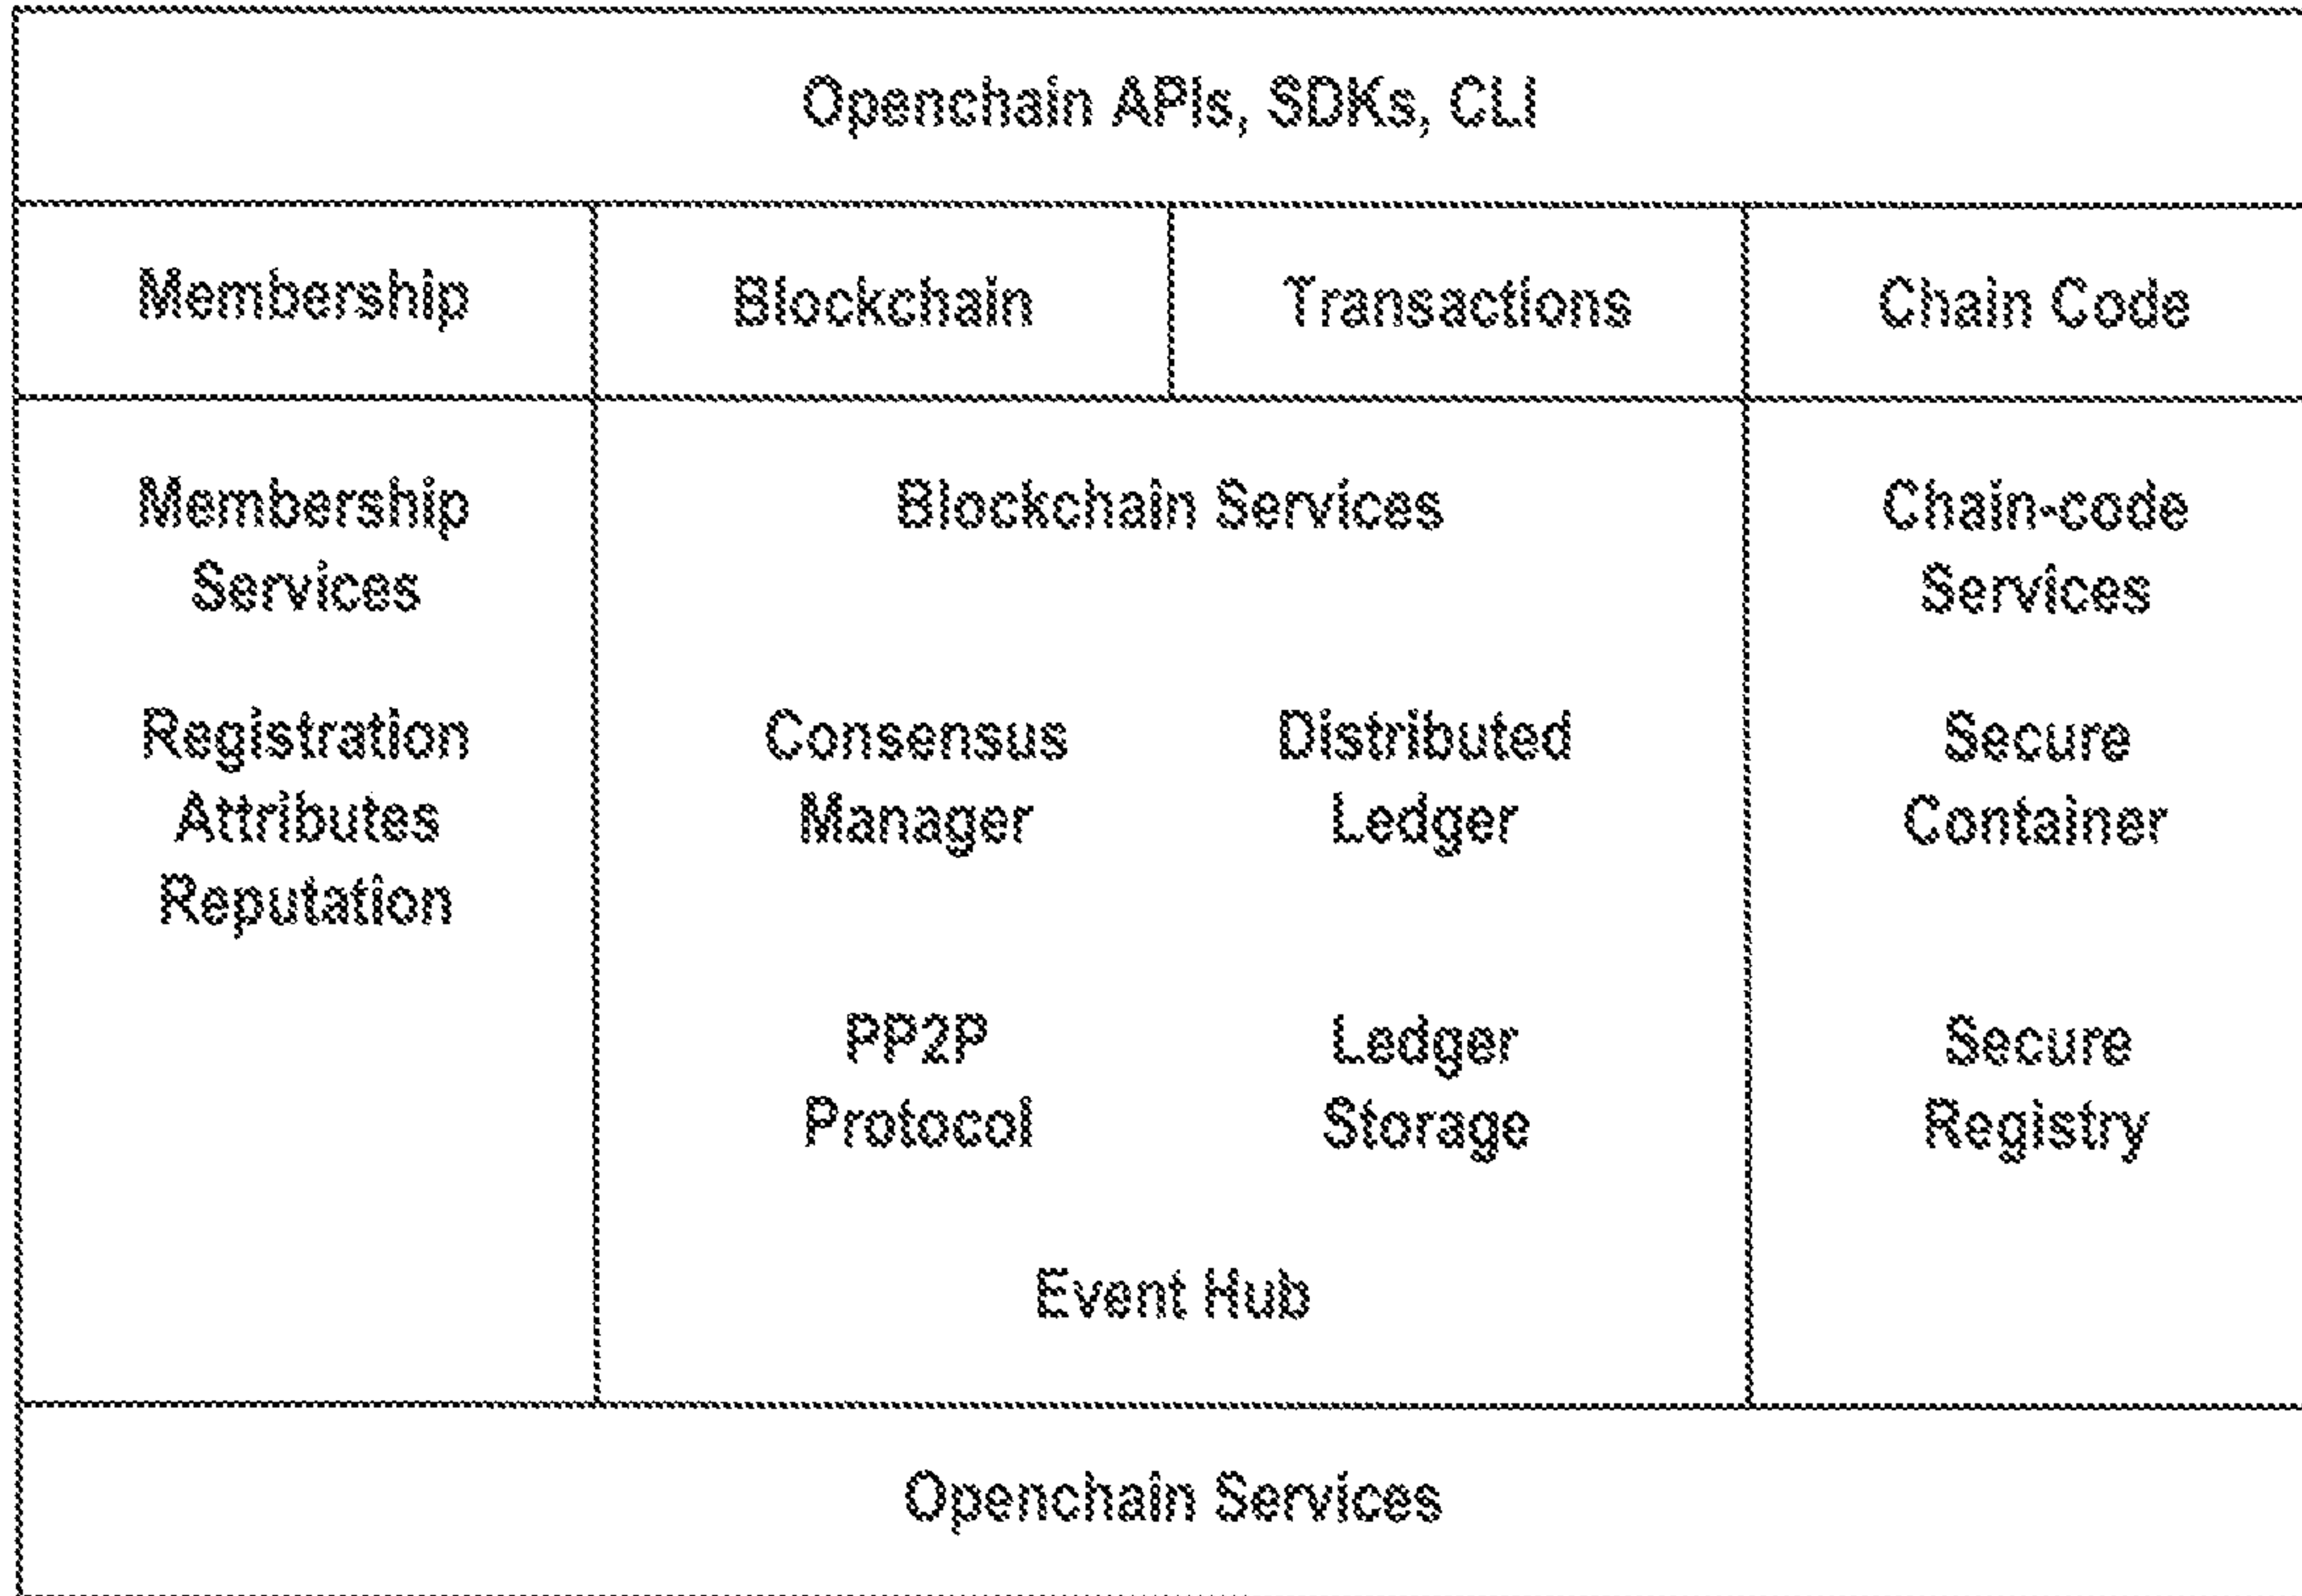 Openchain APIs, SDKs, CLI
Membership
Blockchain
Transactions
Chain Code
Membership
Services
Registration
Attributes
Reputation
Blockchain Services
Consensus
Manager
Distributed
Ledger
PP2P
Protocol
Ledger
Storage
Event Hub
Chain-code
Services
Secure
Container
Secure
Registry
Openchain Services